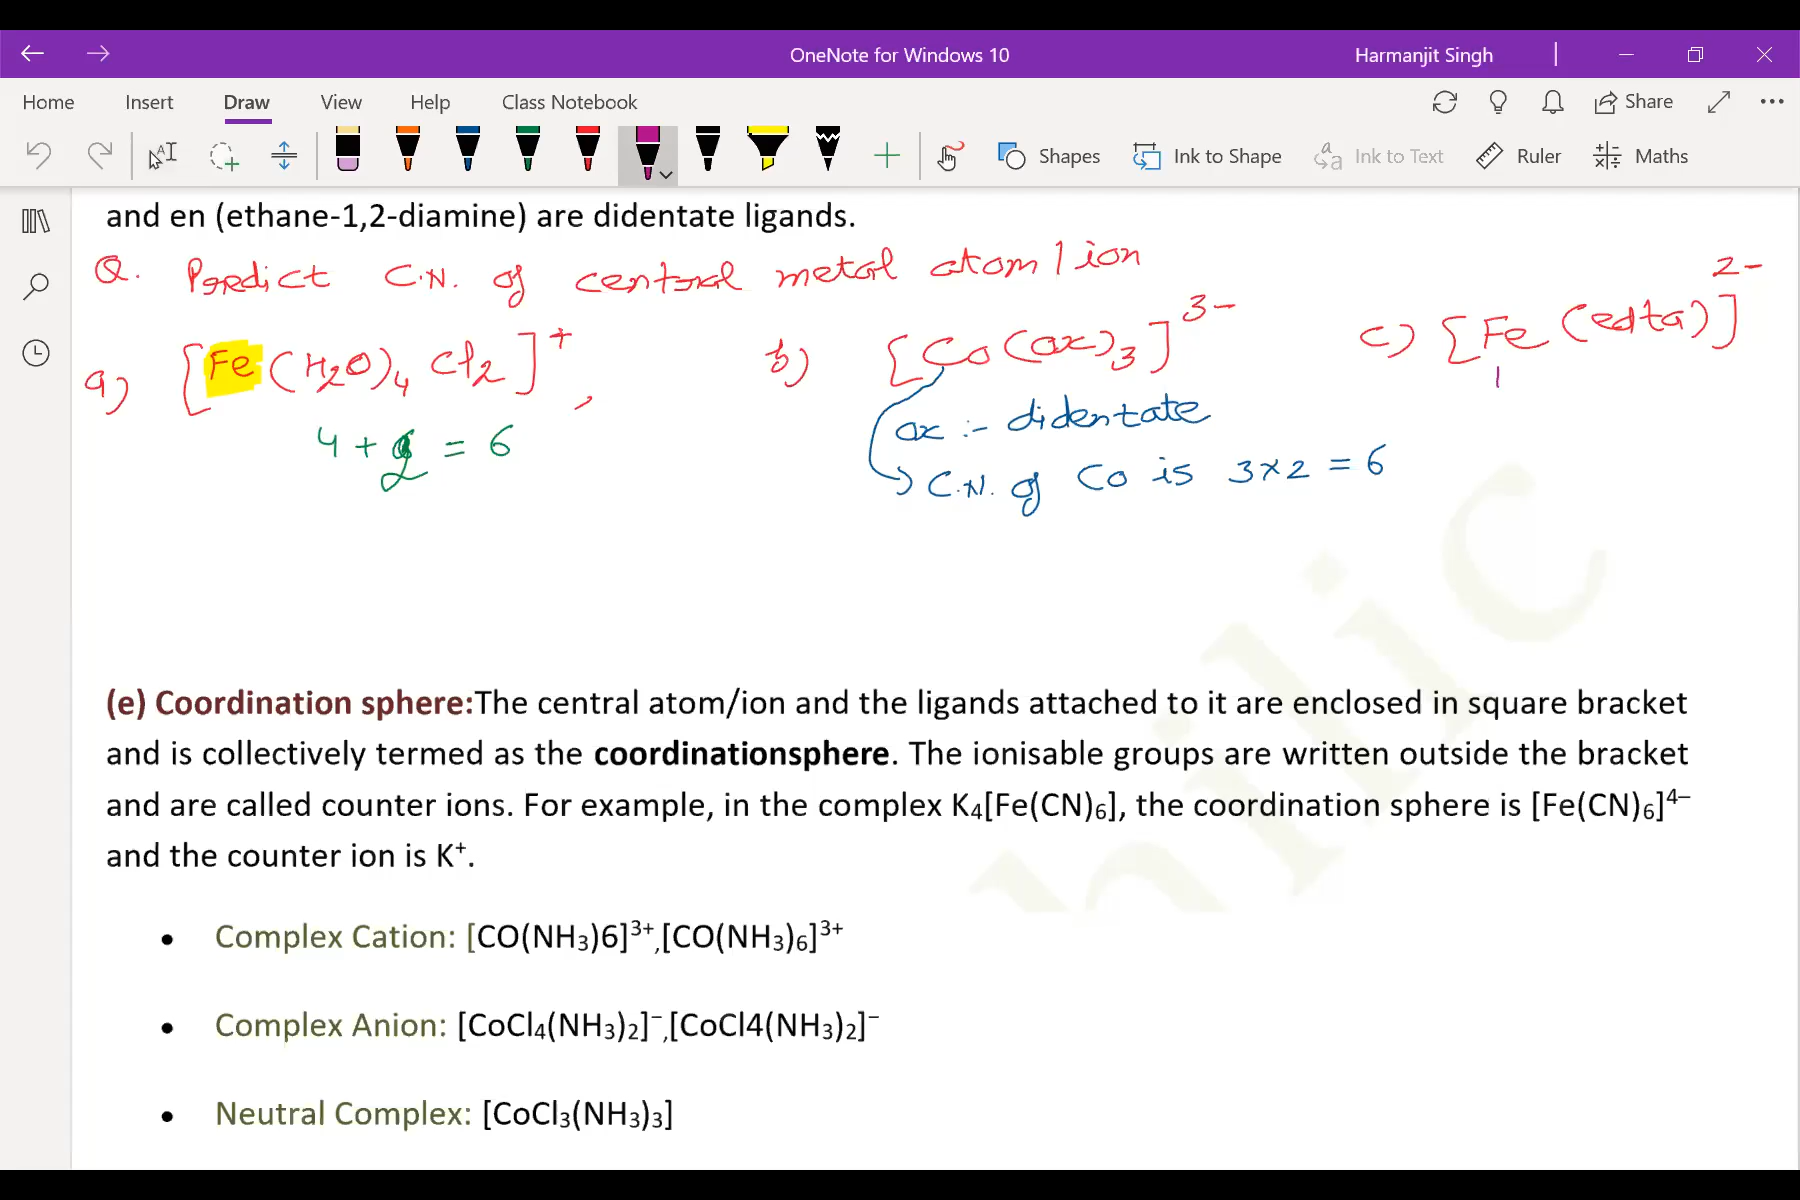 OneNote for Windows 10
Harmanjit Singh
Home Insert Draw View Help Class Notebook Share
Shapes Ink to Shape Ink to Text Ruler Maths
and en (ethane-1,2-diamine) are didentate ligands.
Q. Predict C.N. of central metal atom/ion
a) [Fe(H₂O)₄Cl₂]⁺, b) [Co(ox)₃]³⁻ c) [Fe(edta)]²⁻
4+2=6
ox :- didentate
C.N. of Co is 3x2=6
(e) Coordination sphere:The central atom/ion and the ligands attached to it are enclosed in square bracket
and is collectively termed as the coordinationsphere. The ionisable groups are written outside the bracket
and are called counter ions. For example, in the complex K₄[Fe(CN)₆], the coordination sphere is [Fe(CN)₆]⁴⁻
and the counter ion is K⁺.
• Complex Cation: [CO(NH₃)6]³⁺,[CO(NH₃)₆]³⁺
• Complex Anion: [CoCl₄(NH₃)₂]⁻,[CoCl4(NH₃)₂]⁻
• Neutral Complex: [CoCl₃(NH₃)₃]